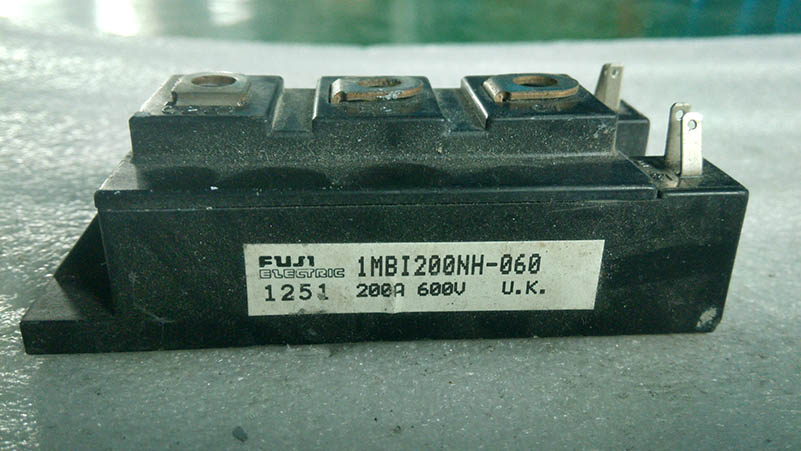 FUJI 1MBI200NH-060
ELECTRIC
1251 200A 600V U.K.